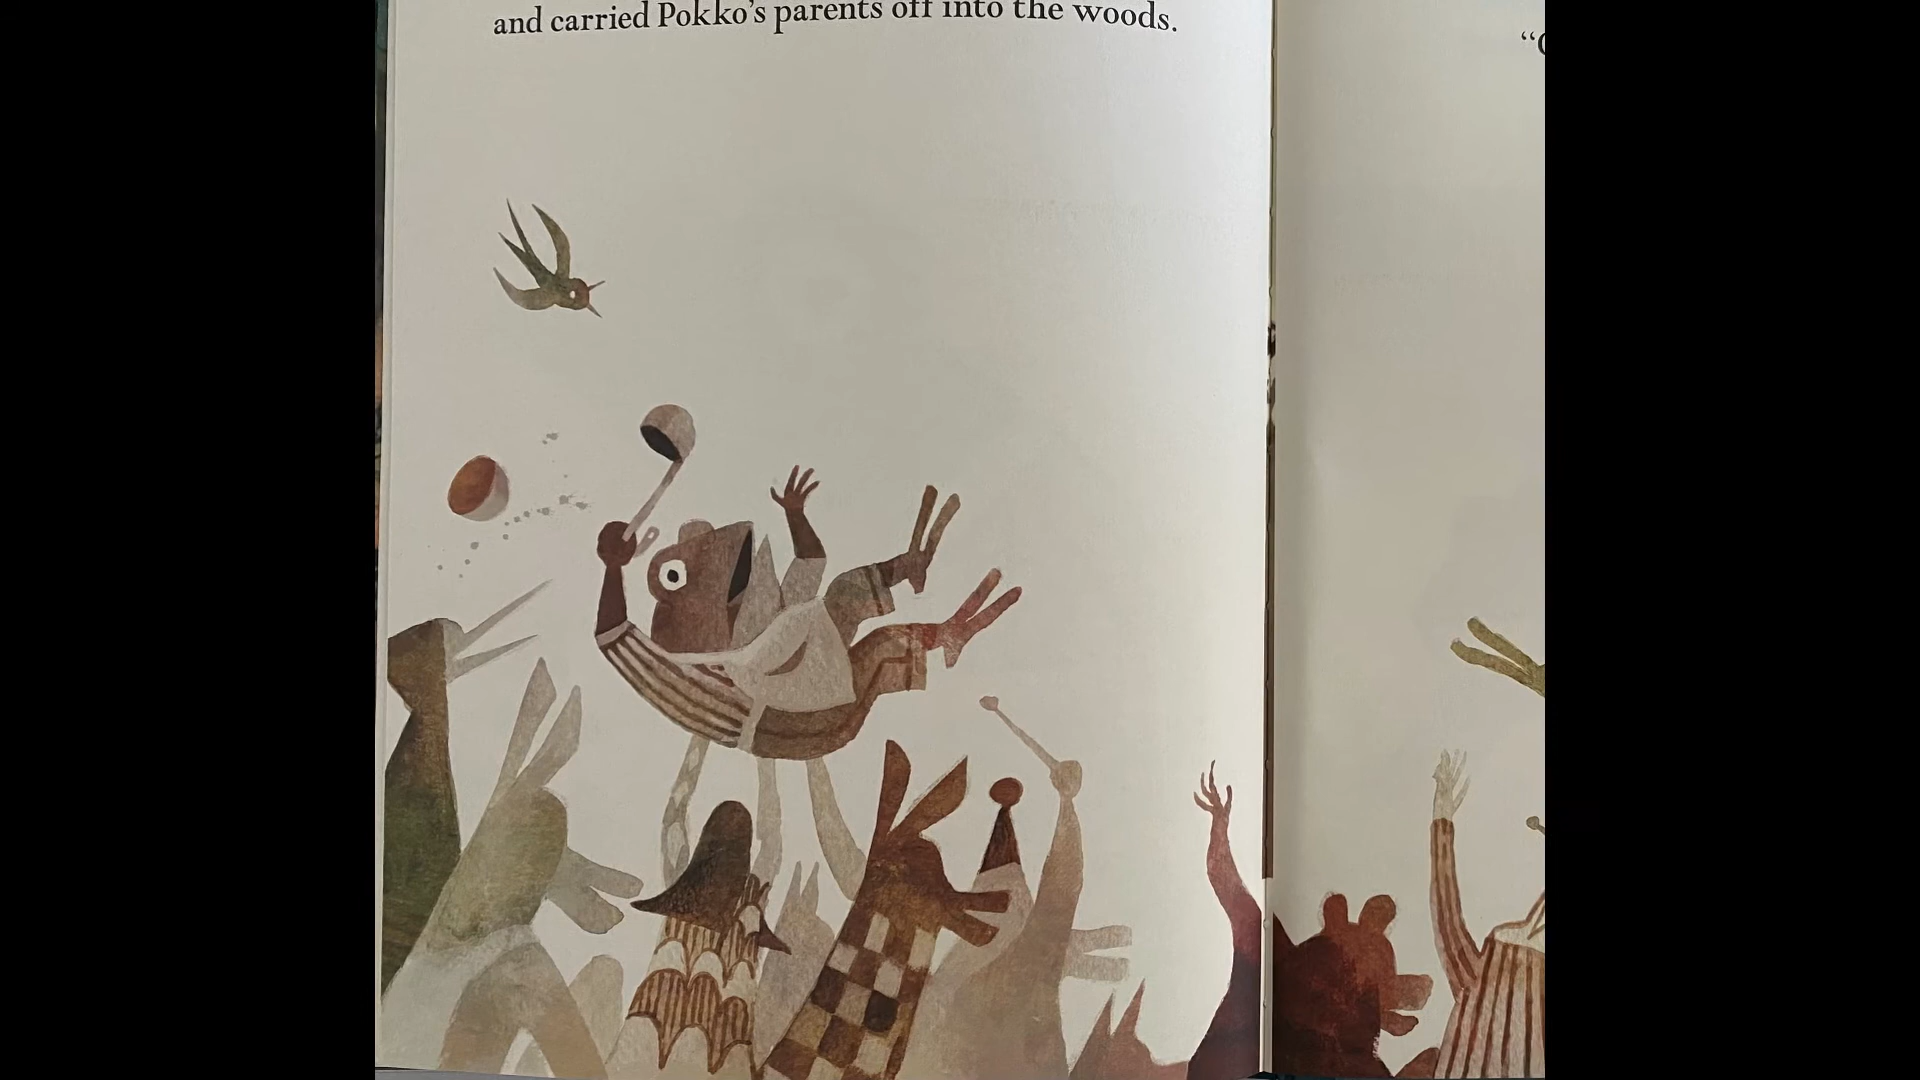 and carried Pokko's parents off into the woods.